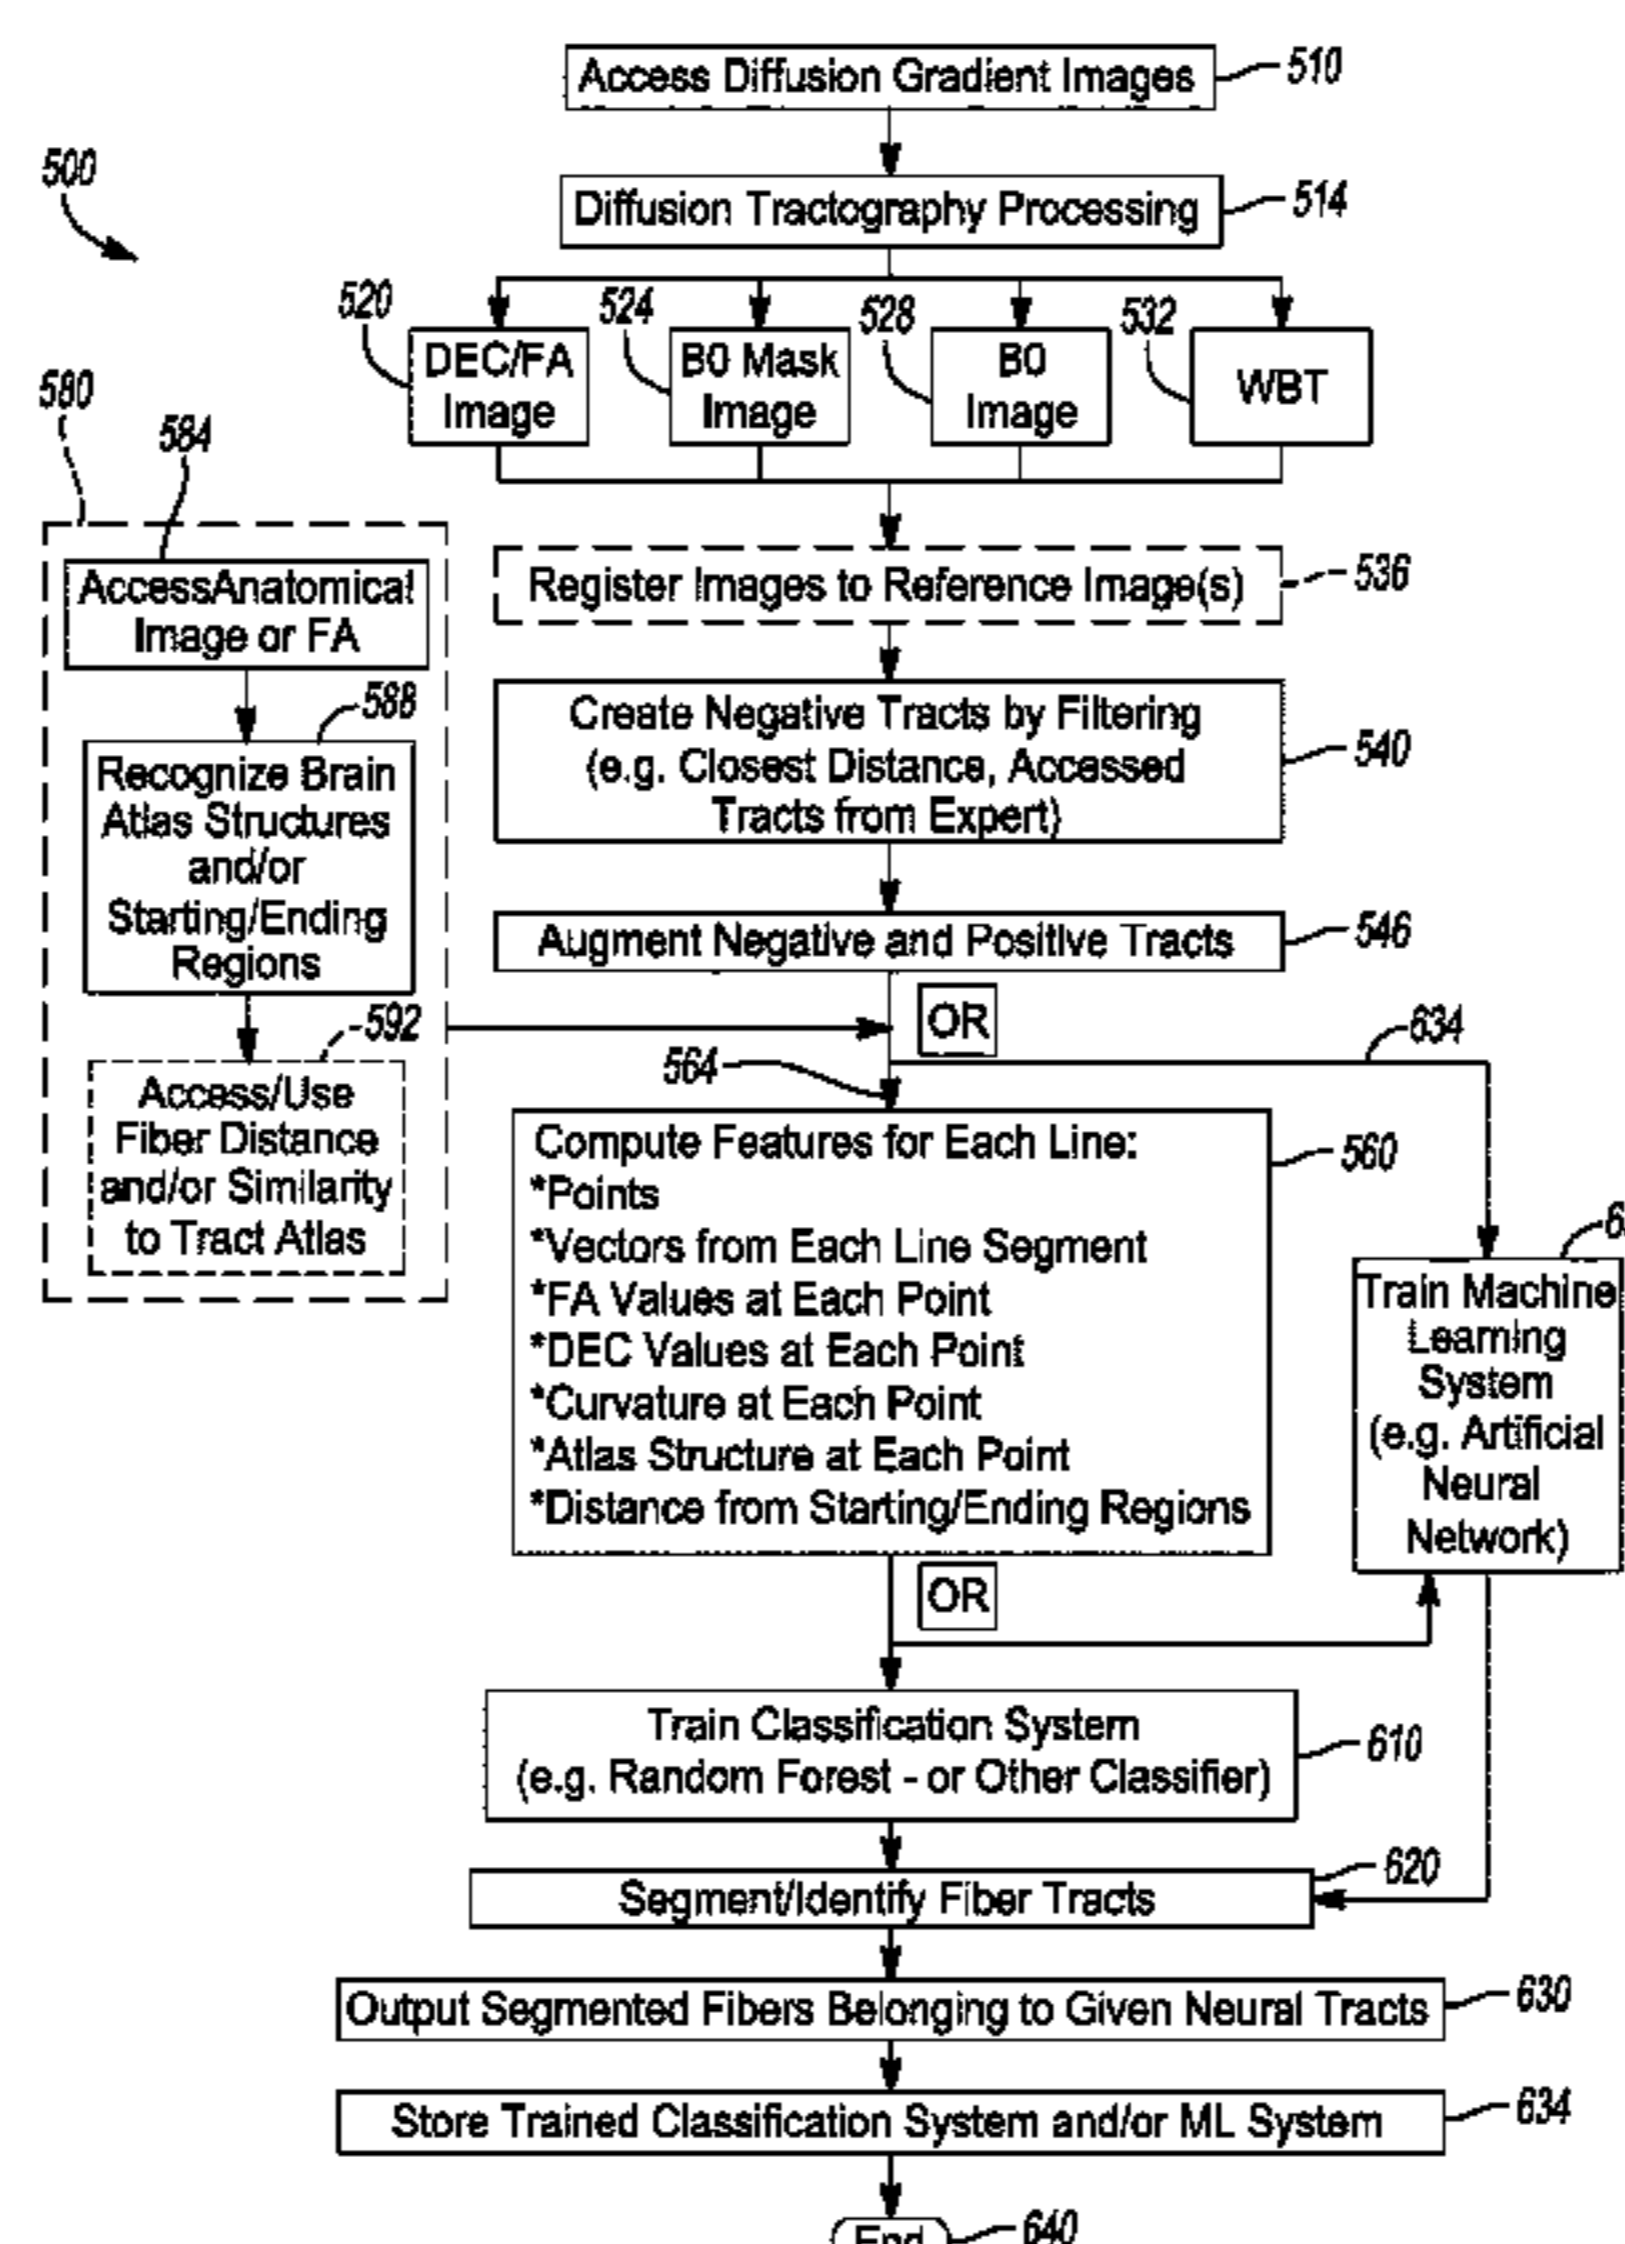 Access Diffusion Gradient Images
510
500
Diffusion Tractography Processing
514
520
DEC/FA
Image
524
B0 Mask
Image
528
B0
Image
532
WBT
580
584
AccessAnatomical
Image or FA
588
Recognize Brain
Atlas Structures
and/or
Starting/Ending
Regions
592
Access/Use
Fiber Distance
and/or Similarity
to Tract Atlas
Register Images to Reference Image(s)
536
Create Negative Tracts by Filtering
(e.g. Closest Distance, Accessed
Tracts from Expert)
540
Augment Negative and Positive Tracts
546
OR
634
564
Compute Features for Each Line:
*Points
*Vectors from Each Line Segment
*FA Values at Each Point
*DEC Values at Each Point
*Curvature at Each Point
*Atlas Structure at Each Point
*Distance from Starting/Ending Regions
560
Train Machine
Learning
System
(e.g. Artificial
Neural
Network)
OR
Train Classification System
(e.g. Random Forest - or Other Classifier)
610
Segment/Identify Fiber Tracts
620
Output Segmented Fibers Belonging to Given Neural Tracts
630
Store Trained Classification System and/or ML System
634
End
640